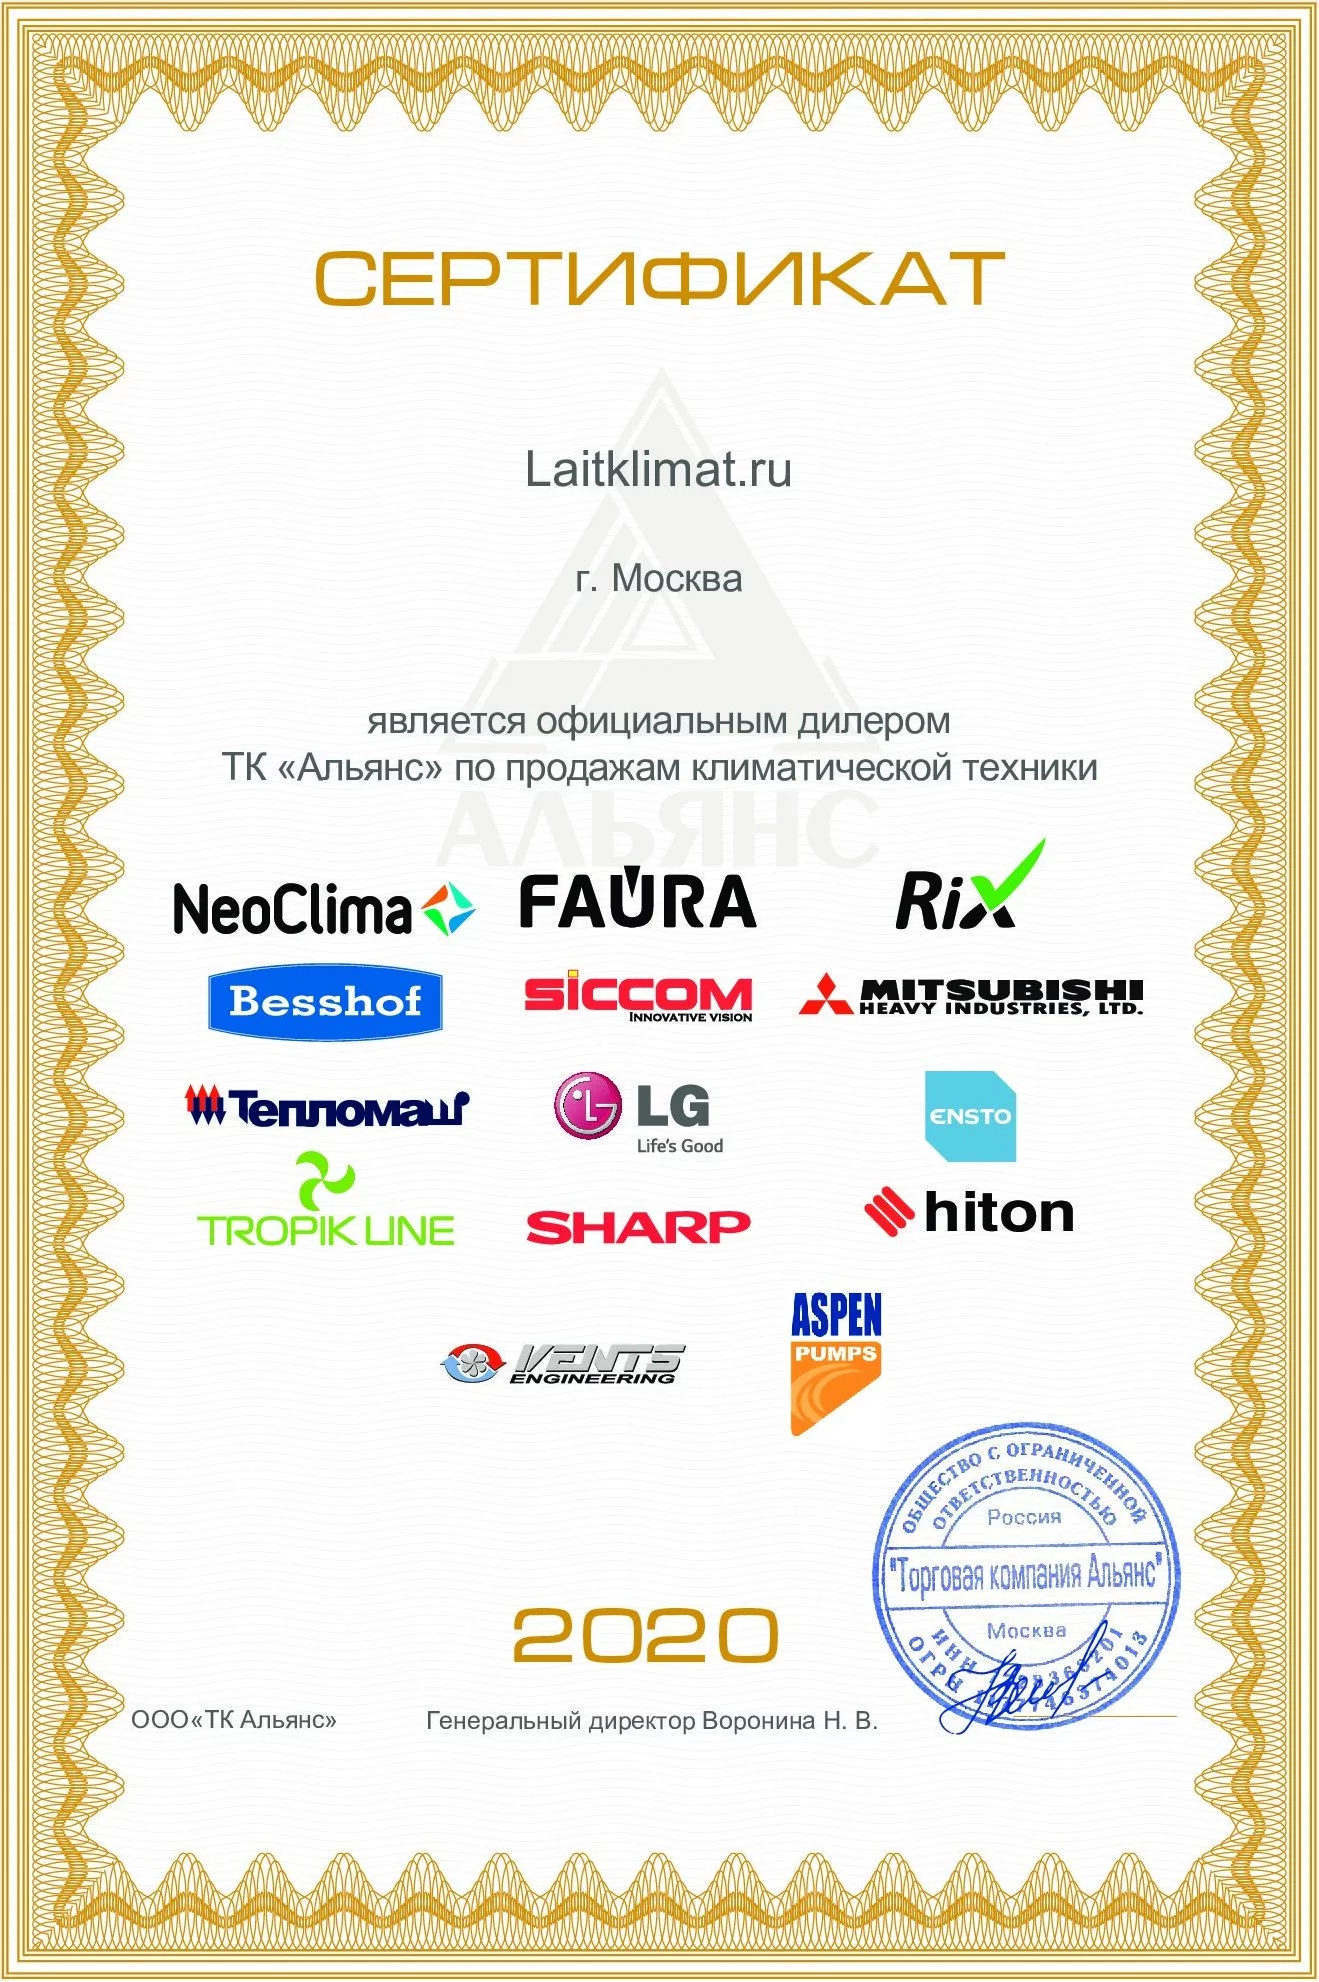 СЕРТИФИКАТ
Laitklimat.ru
г. Москва
является официальным дилером
ТК «Альянс» по продажам климатической техники
АЛЬЯНС
NeoClima FAURA RiX
Besshof SICCOM INNOVATIVE VISION MITSUBISHI HEAVY INDUSTRIES, LTD.
Тепломаш LG Life's Good ENSTO
TROPIK LINE SHARP hiton
VENTS ENGINEERING ASPEN PUMPS
ОБЩЕСТВО С ОГРАНИЧЕННОЙ
ОТВЕТСТВЕННОСТЬЮ
Россия
"Торговая компания Альянс"
Москва
ИНН
ОГРН
2020
ООО«ТК Альянс» Генеральный директор Воронина Н. В.